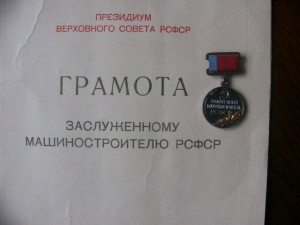 ПРЕЗИДИУМ
ВЕРХОВНОГО СОВЕТА РСФСР
ГРАМОТА
ЗАСЛУЖЕННОМУ
МАШИНОСТРОИТЕЛЮ РСФСР